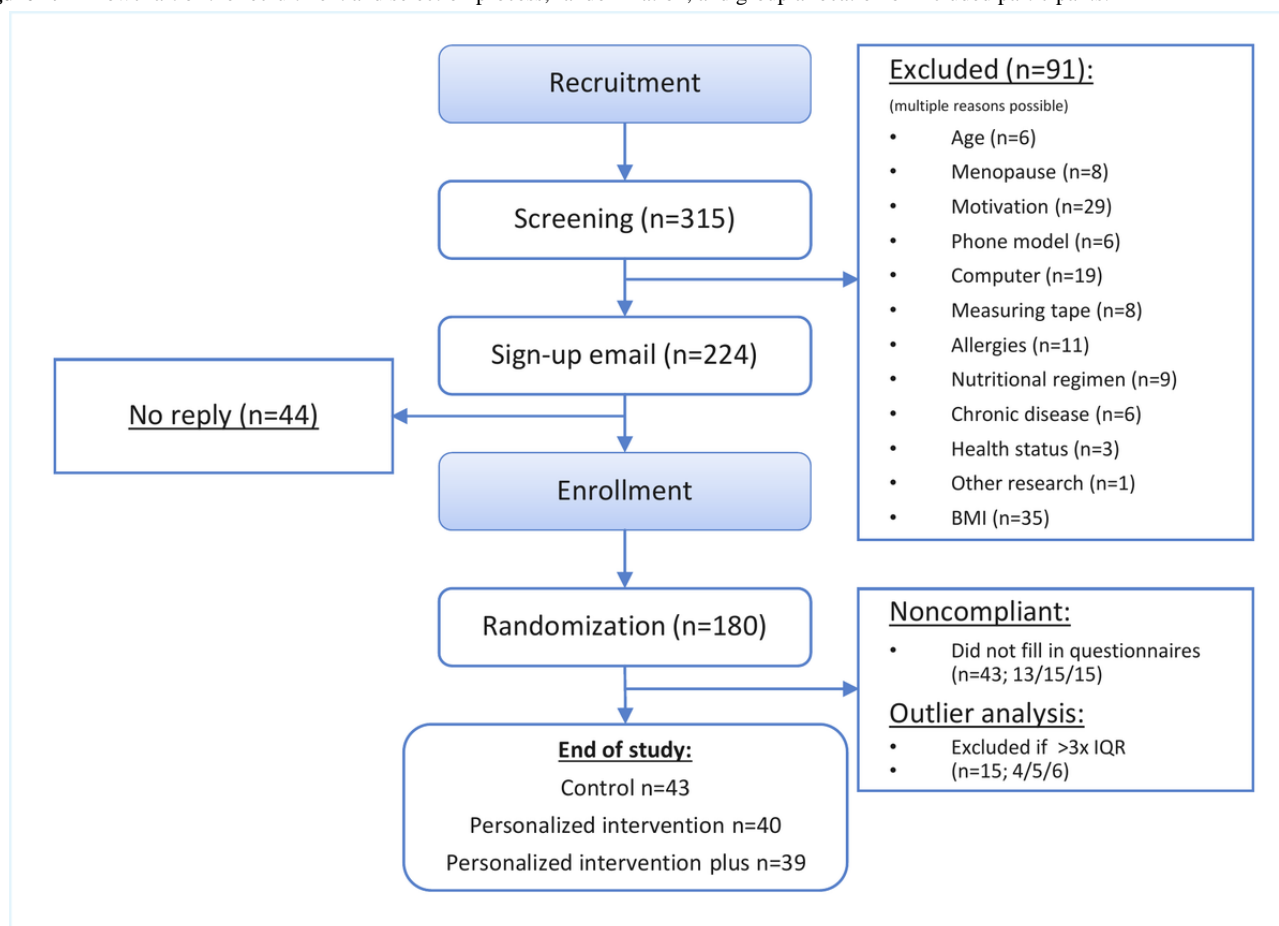 Recruitment
Screening (n=315)
Excluded (n=91):
(multiple reasons possible)
• Age (n=6)
• Menopause (n=8)
• Motivation (n=29)
• Phone model (n=6)
• Computer (n=19)
• Measuring tape (n=8)
• Allergies (n=11)
• Nutritional regimen (n=9)
• Chronic disease (n=6)
• Health status (n=3)
• Other research (n=1)
• BMI (n=35)
Sign-up email (n=224)
No reply (n=44)
Enrollment
Randomization (n=180)
Noncompliant:
• Did not fill in questionnaires
(n=43; 13/15/15)
Outlier analysis:
• Excluded if >3x IQR
• (n=15; 4/5/6)
End of study:
Control n=43
Personalized intervention n=40
Personalized intervention plus n=39